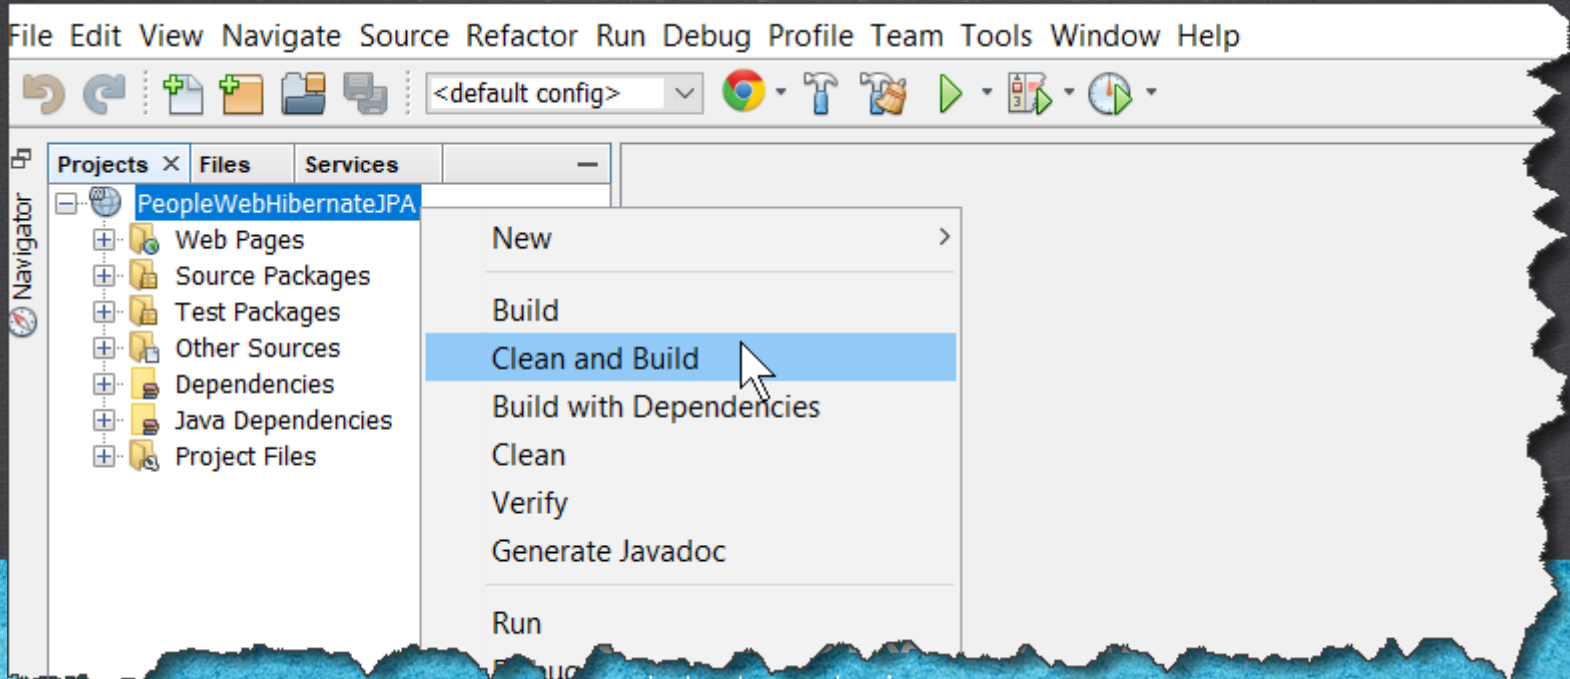 File Edit View Navigate Source Refactor Run Debug Profile Team Tools Window Help
<default config>
Projects Files Services
Navigator
PeopleWebHibernateJPA
Web Pages
Source Packages
Test Packages
Other Sources
Dependencies
Java Dependencies
Project Files
New
Build
Clean and Build
Build with Dependencies
Clean
Verify
Generate Javadoc
Run